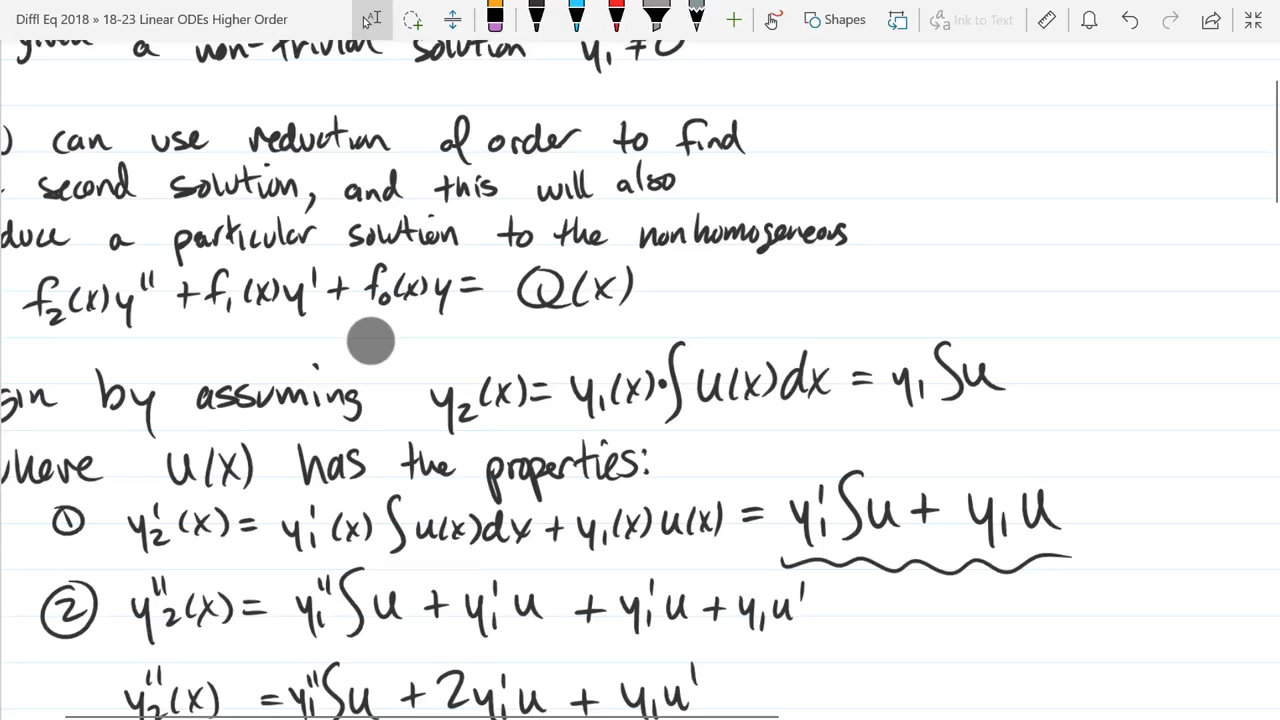 Diffl Eq 2018 » 18-23 Linear ODEs Higher Order
Shapes
Ink to Text
given a non-trivial solution y₁ ≠ 0
) can use reduction of order to find
second solution, and this will also
duce a particular solution to the nonhomogeneous
f₂(x)y'' + f₁(x)y' + f₀(x)y = Q(x)
gin by assuming y₂(x) = y₁(x)·∫u(x)dx = y₁∫u
where u(x) has the properties:
① y₂'(x) = y₁'(x)∫u(x)dx + y₁(x)u(x) = y₁'∫u + y₁u
② y₂''(x) = y₁''∫u + y₁'u + y₁'u + y₁u'
y₂''(x) = y₁''∫u + 2y₁'u + y₁u'